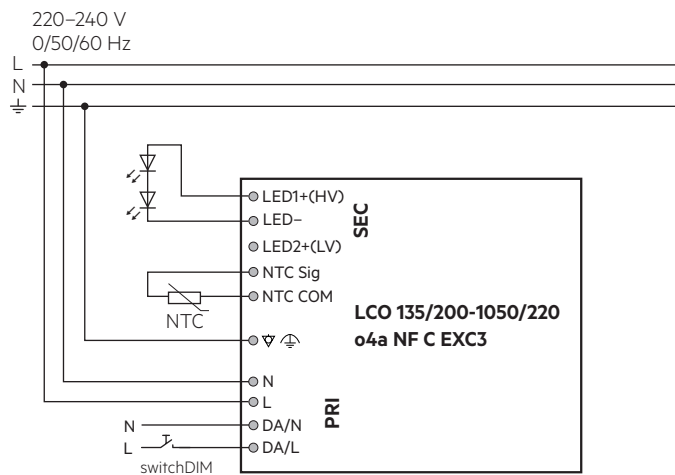 220–240 V
0/50/60 Hz
L
N
LED1+(HV)
LED–
SEC
LED2+(LV)
NTC Sig
NTC COM
NTC
LCO 135/200-1050/220
o4a NF C EXC3
N
L
PRI
N DA/N
L DA/L
switchDIM